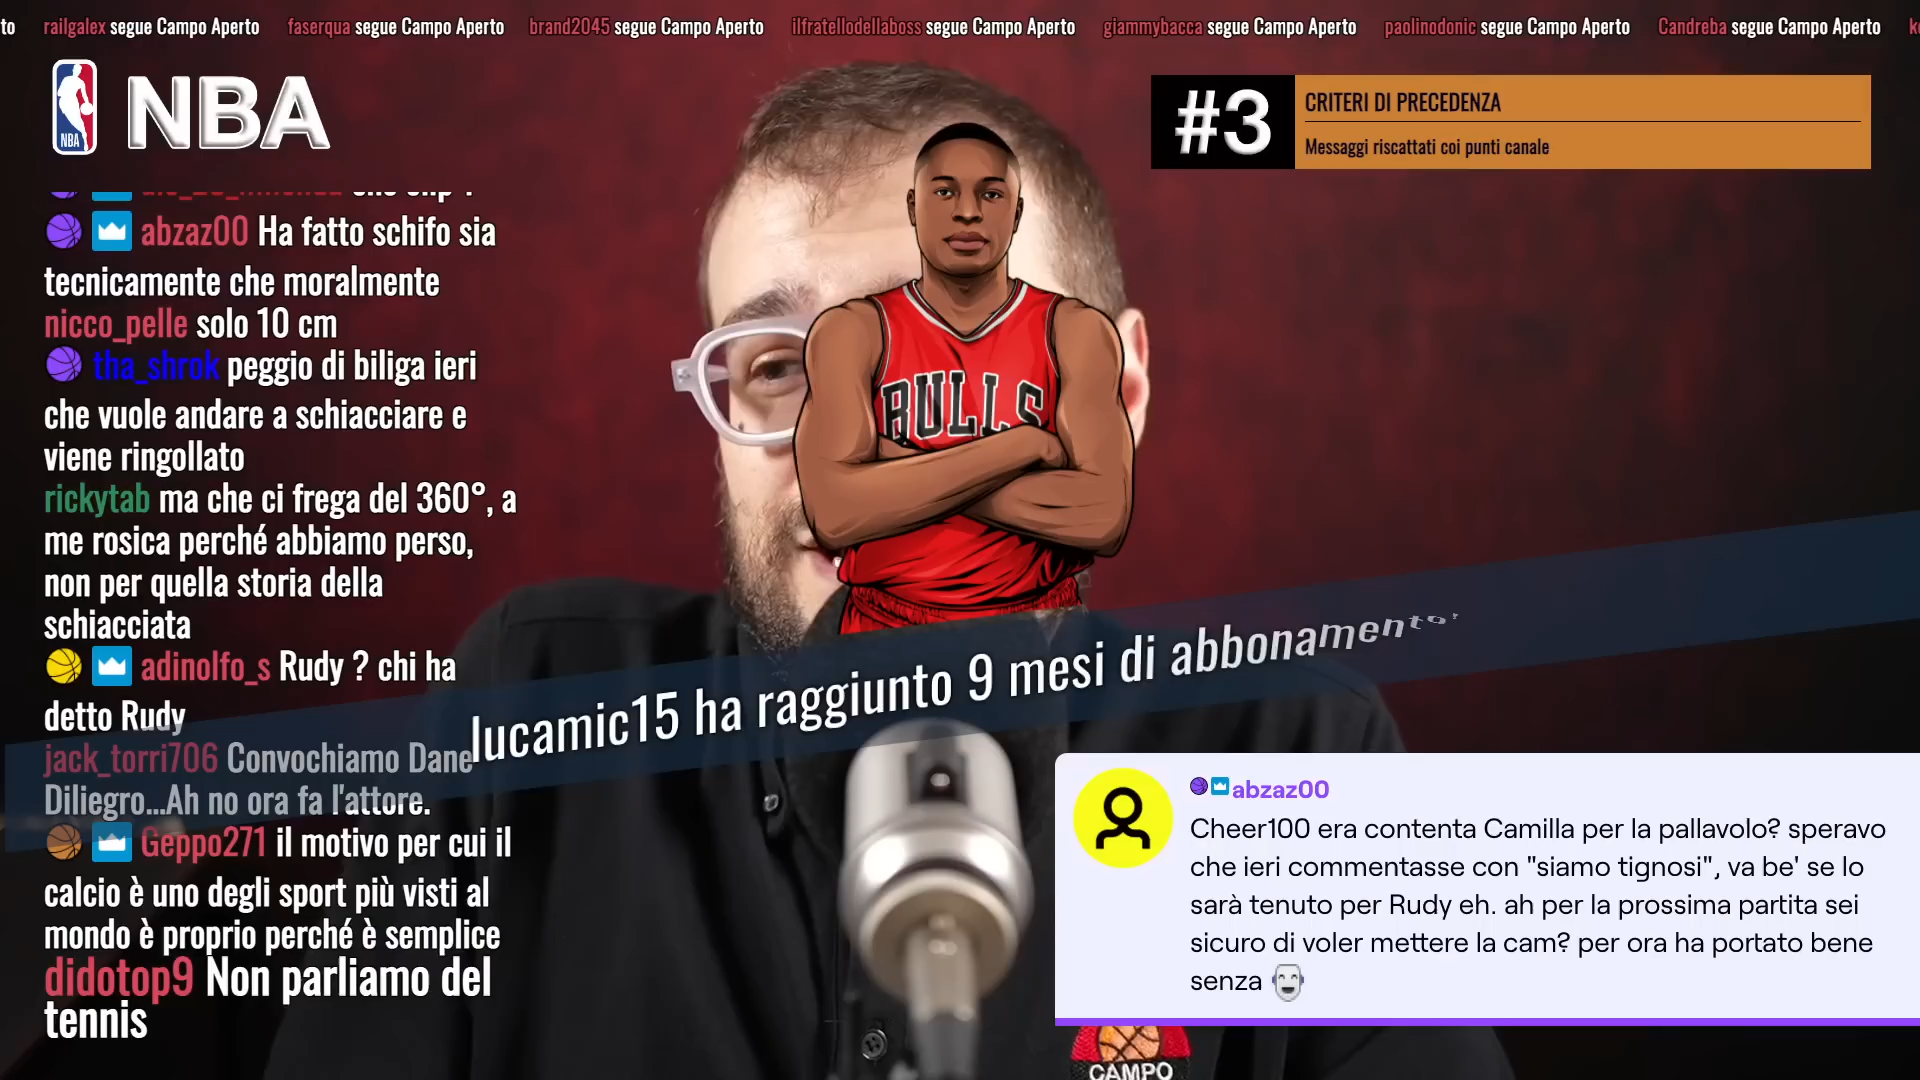 to railgalex segue Campo Aperto faserqua segue Campo Aperto brand2045 segue Campo Aperto ilfratellodellaboss segue Campo Aperto giammybacca segue Campo Aperto paolinodonic segue Campo Aperto Candreba segue Campo Aperto
NBA NBA
#3
CRITERI DI PRECEDENZA
Messaggi riscattati coi punti canale
abzaz00 Ha fatto schifo sia
tecnicamente che moralmente
nicco_pelle solo 10 cm
tha_shrok peggio di biliga ieri
che vuole andare a schiacciare e
viene ringollato
rickytab ma che ci frega del 360°, a
me rosica perché abbiamo perso,
non per quella storia della
schiacciata
adinolfo_s Rudy ? chi ha
detto Rudy
jack_torri706 Convochiamo Dane
Diliegro...Ah no ora fa l'attore.
Geppo271 il motivo per cui il
calcio è uno degli sport più visti al
mondo è proprio perché è semplice
didotop9 Non parliamo del
tennis
BULLS
lucamic15 ha raggiunto 9 mesi di abbonamento
abzaz00
Cheer100 era contenta Camilla per la pallavolo? speravo
che ieri commentasse con "siamo tignosi", va be' se lo
sarà tenuto per Rudy eh. ah per la prossima partita sei
sicuro di voler mettere la cam? per ora ha portato bene
senza
CAMPO